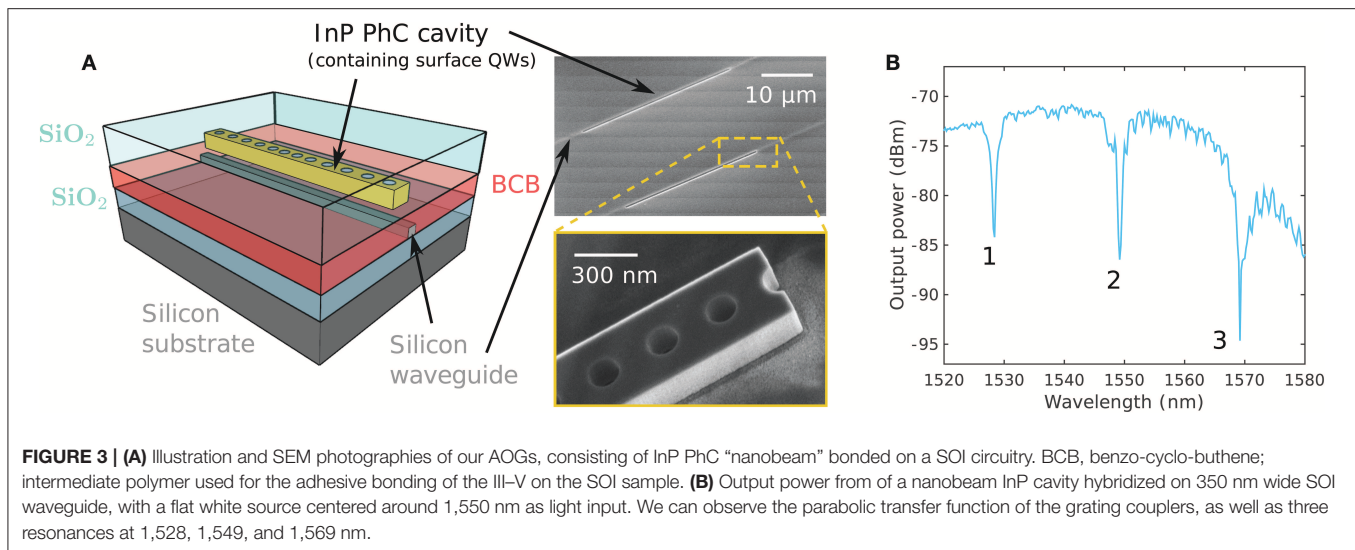 A
InP PhC cavity
(containing surface QWs)
SiO₂
SiO₂
BCB
Silicon
substrate
Silicon
waveguide
10 µm
300 nm
B
Output power (dBm)
-70
-75
-80
-85
-90
-95
1
2
3
1520 1530 1540 1550 1560 1570 1580
Wavelength (nm)
FIGURE 3 | (A) Illustration and SEM photographies of our AOGs, consisting of InP PhC “nanobeam” bonded on a SOI circuitry. BCB, benzo-cyclo-buthene;
intermediate polymer used for the adhesive bonding of the III–V on the SOI sample. (B) Output power from of a nanobeam InP cavity hybridized on 350 nm wide SOI
waveguide, with a flat white source centered around 1,550 nm as light input. We can observe the parabolic transfer function of the grating couplers, as well as three
resonances at 1,528, 1,549, and 1,569 nm.